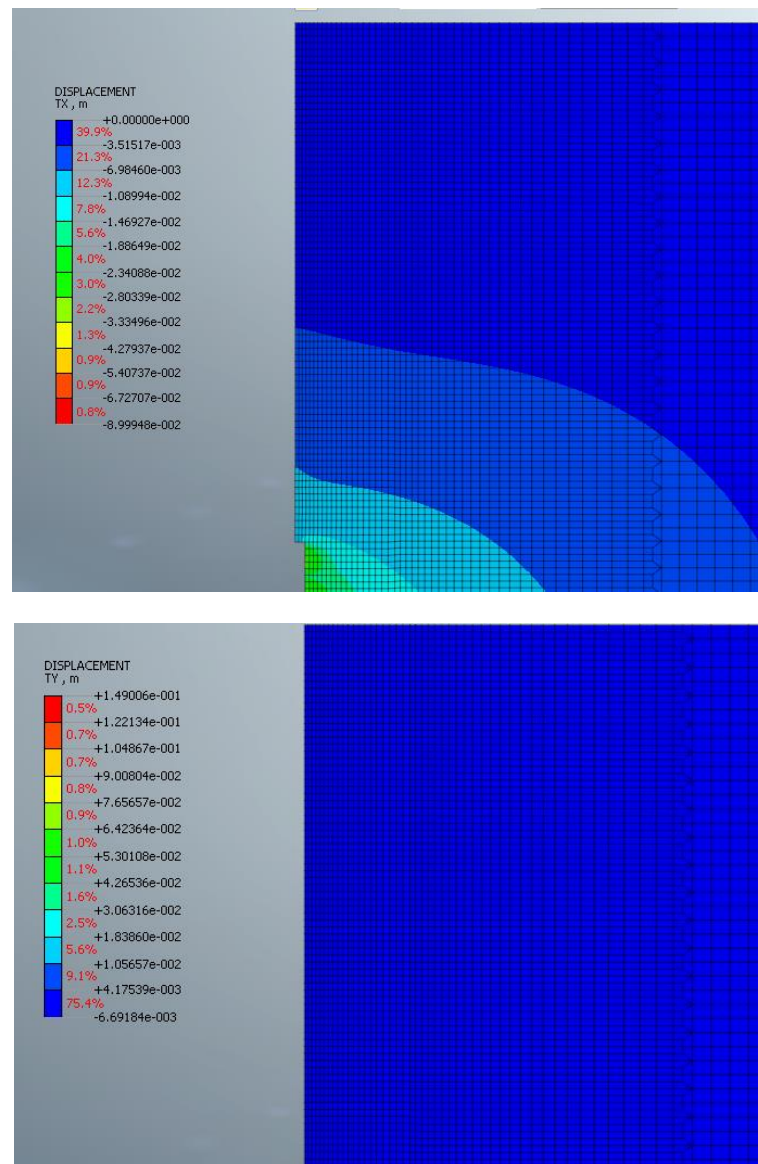 DISPLACEMENT
TX , m
+0.00000e+000
39.9%
-3.51517e-003
21.3%
-6.98460e-003
12.3%
-1.08994e-002
7.8%
-1.46927e-002
5.6%
-1.88649e-002
4.0%
-2.34088e-002
3.0%
-2.80339e-002
2.2%
-3.33496e-002
1.3%
-4.27937e-002
0.9%
-5.40737e-002
0.9%
-6.72707e-002
0.8%
-8.99948e-002
DISPLACEMENT
TY , m
+1.49006e-001
0.5%
+1.22134e-001
0.7%
+1.04867e-001
0.7%
+9.00804e-002
0.8%
+7.65657e-002
0.9%
+6.42364e-002
1.0%
+5.30108e-002
1.1%
+4.26536e-002
1.6%
+3.06316e-002
2.5%
+1.83860e-002
5.6%
+1.05657e-002
9.1%
+4.17539e-003
75.4%
-6.69184e-003